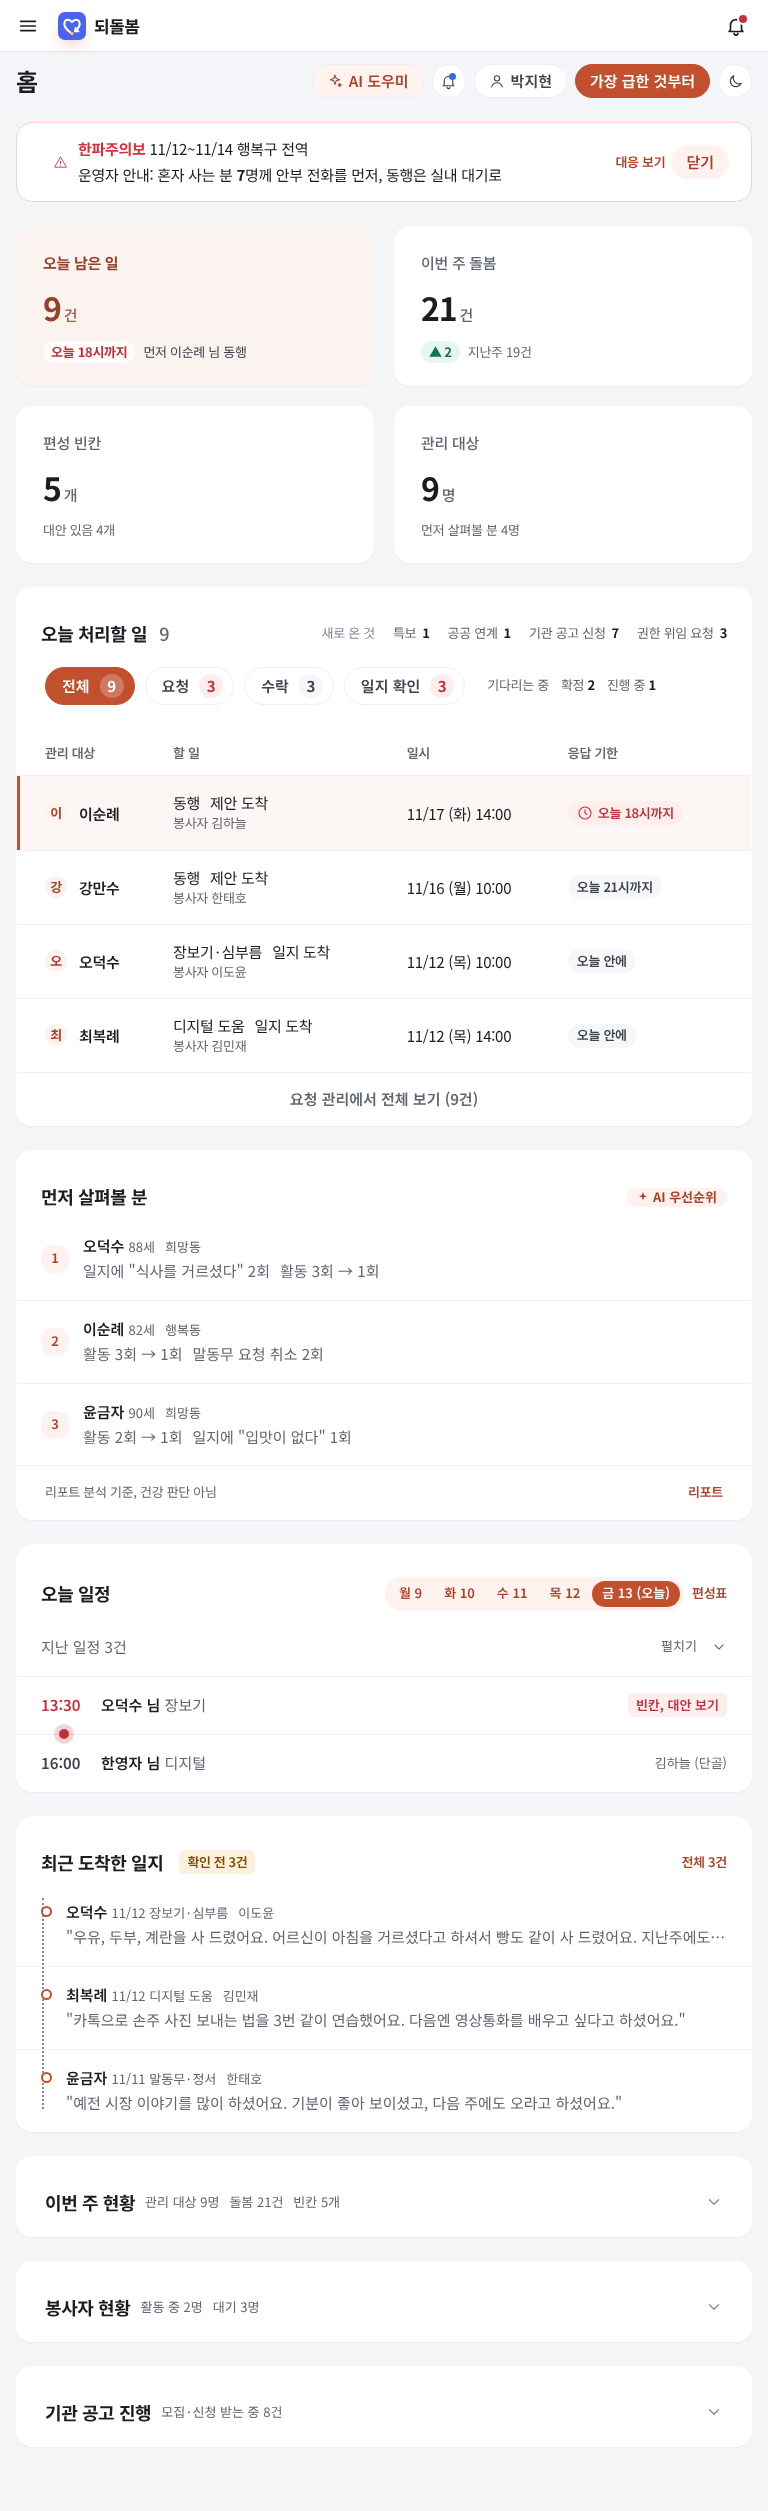 되돌봄
홈
AI 도우미
박지현
가장 급한 것부터
한파주의보 11/12~11/14 행복구 전역
운영자 안내: 혼자 사는 분 7명께 안부 전화를 먼저, 동행은 실내 대기로
대응 보기 닫기
오늘 남은 일
9건
오늘 18시까지 먼저 이순례 님 동행
이번 주 돌봄
21건
▲2 지난주 19건
편성 빈칸
5개
대안 있음 4개
관리 대상
9명
먼저 살펴볼 분 4명
오늘 처리할 일 9
새로 온 것 특보 1 공공 연계 1 기관 공고 신청 7 권한 위임 요청 3
전체 9 요청 3 수락 3 일지 확인 3 기다리는 중 확정 2 진행 중 1
관리 대상 할 일 일시 응답 기한
이 이순례 동행 제안 도착 11/17 (화) 14:00 오늘 18시까지
봉사자 김하늘
강 강만수 동행 제안 도착 11/16 (월) 10:00 오늘 21시까지
봉사자 한태호
오 오덕수 장보기·심부름 일지 도착 11/12 (목) 10:00 오늘 안에
봉사자 이도윤
최 최복례 디지털 도움 일지 도착 11/12 (목) 14:00 오늘 안에
봉사자 김민재
요청 관리에서 전체 보기 (9건)
먼저 살펴볼 분
AI 우선순위
1 오덕수 88세 희망동
일지에 "식사를 거르셨다" 2회 활동 3회 → 1회
2 이순례 82세 행복동
활동 3회 → 1회 말동무 요청 취소 2회
3 윤금자 90세 희망동
활동 2회 → 1회 일지에 "입맛이 없다" 1회
리포트 분석 기준, 건강 판단 아님 리포트
오늘 일정
월 9 화 10 수 11 목 12 금 13 (오늘) 편성표
지난 일정 3건 펼치기
13:30 오덕수 님 장보기 빈칸, 대안 보기
16:00 한영자 님 디지털 김하늘 (단골)
최근 도착한 일지 확인 전 3건 전체 3건
오덕수 11/12 장보기·심부름 이도윤
"우유, 두부, 계란을 사 드렸어요. 어르신이 아침을 거르셨다고 하셔서 빵도 같이 사 드렸어요. 지난주에도…
최복례 11/12 디지털 도움 김민재
"카톡으로 손주 사진 보내는 법을 3번 같이 연습했어요. 다음엔 영상통화를 배우고 싶다고 하셨어요."
윤금자 11/11 말동무·정서 한태호
"예전 시장 이야기를 많이 하셨어요. 기분이 좋아 보이셨고, 다음 주에도 오라고 하셨어요."
이번 주 현황 관리 대상 9명 돌봄 21건 빈칸 5개
봉사자 현황 활동 중 2명 대기 3명
기관 공고 진행 모집·신청 받는 중 8건